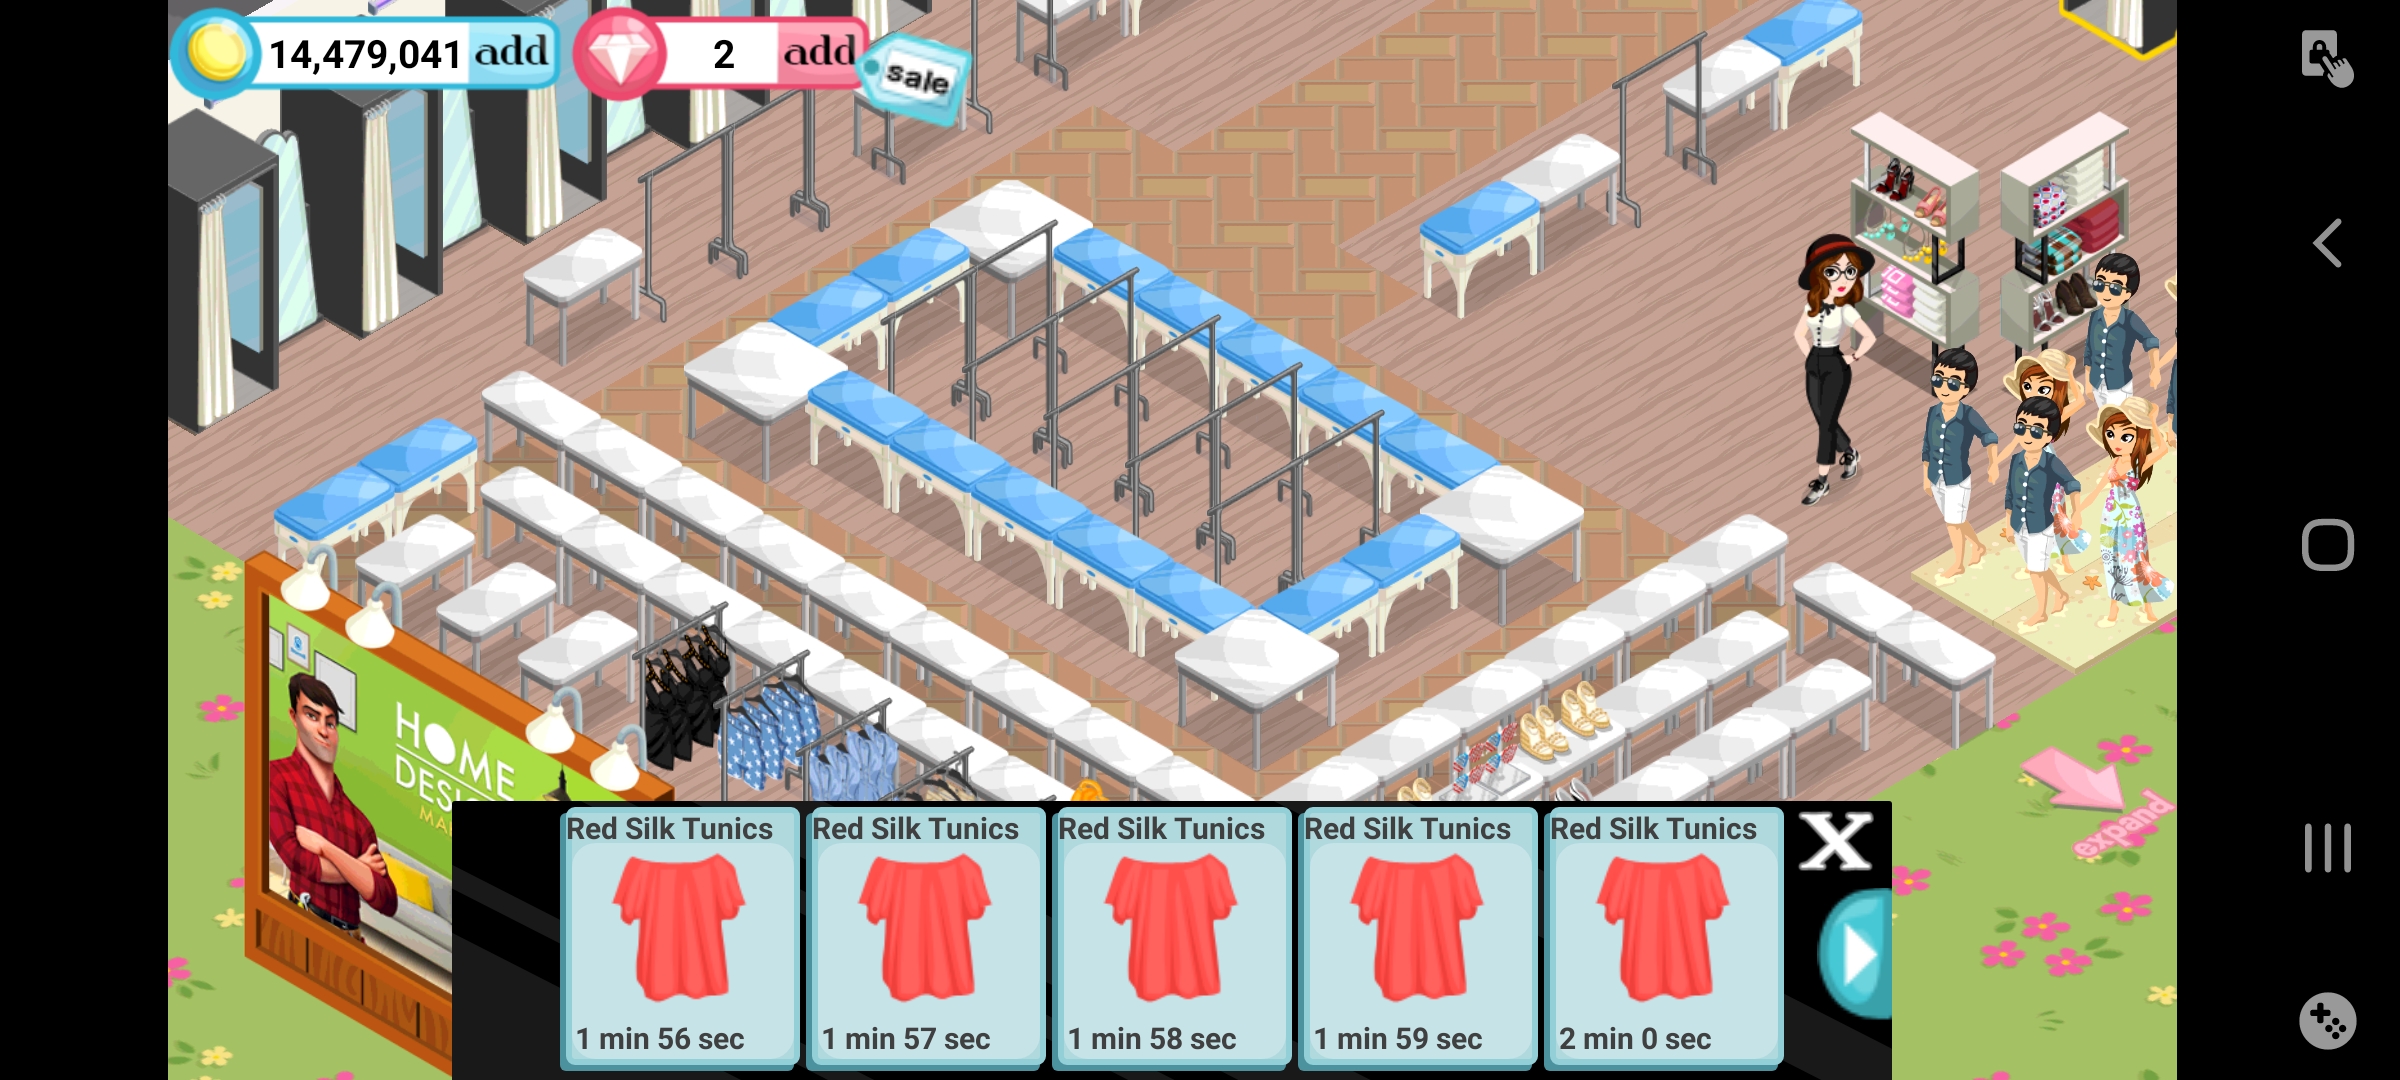 14,479,041 add
2 add
sale
HOME
expand
Red Silk Tunics
1 min 56 sec
Red Silk Tunics
1 min 57 sec
Red Silk Tunics
1 min 58 sec
Red Silk Tunics
1 min 59 sec
Red Silk Tunics
2 min 0 sec
X